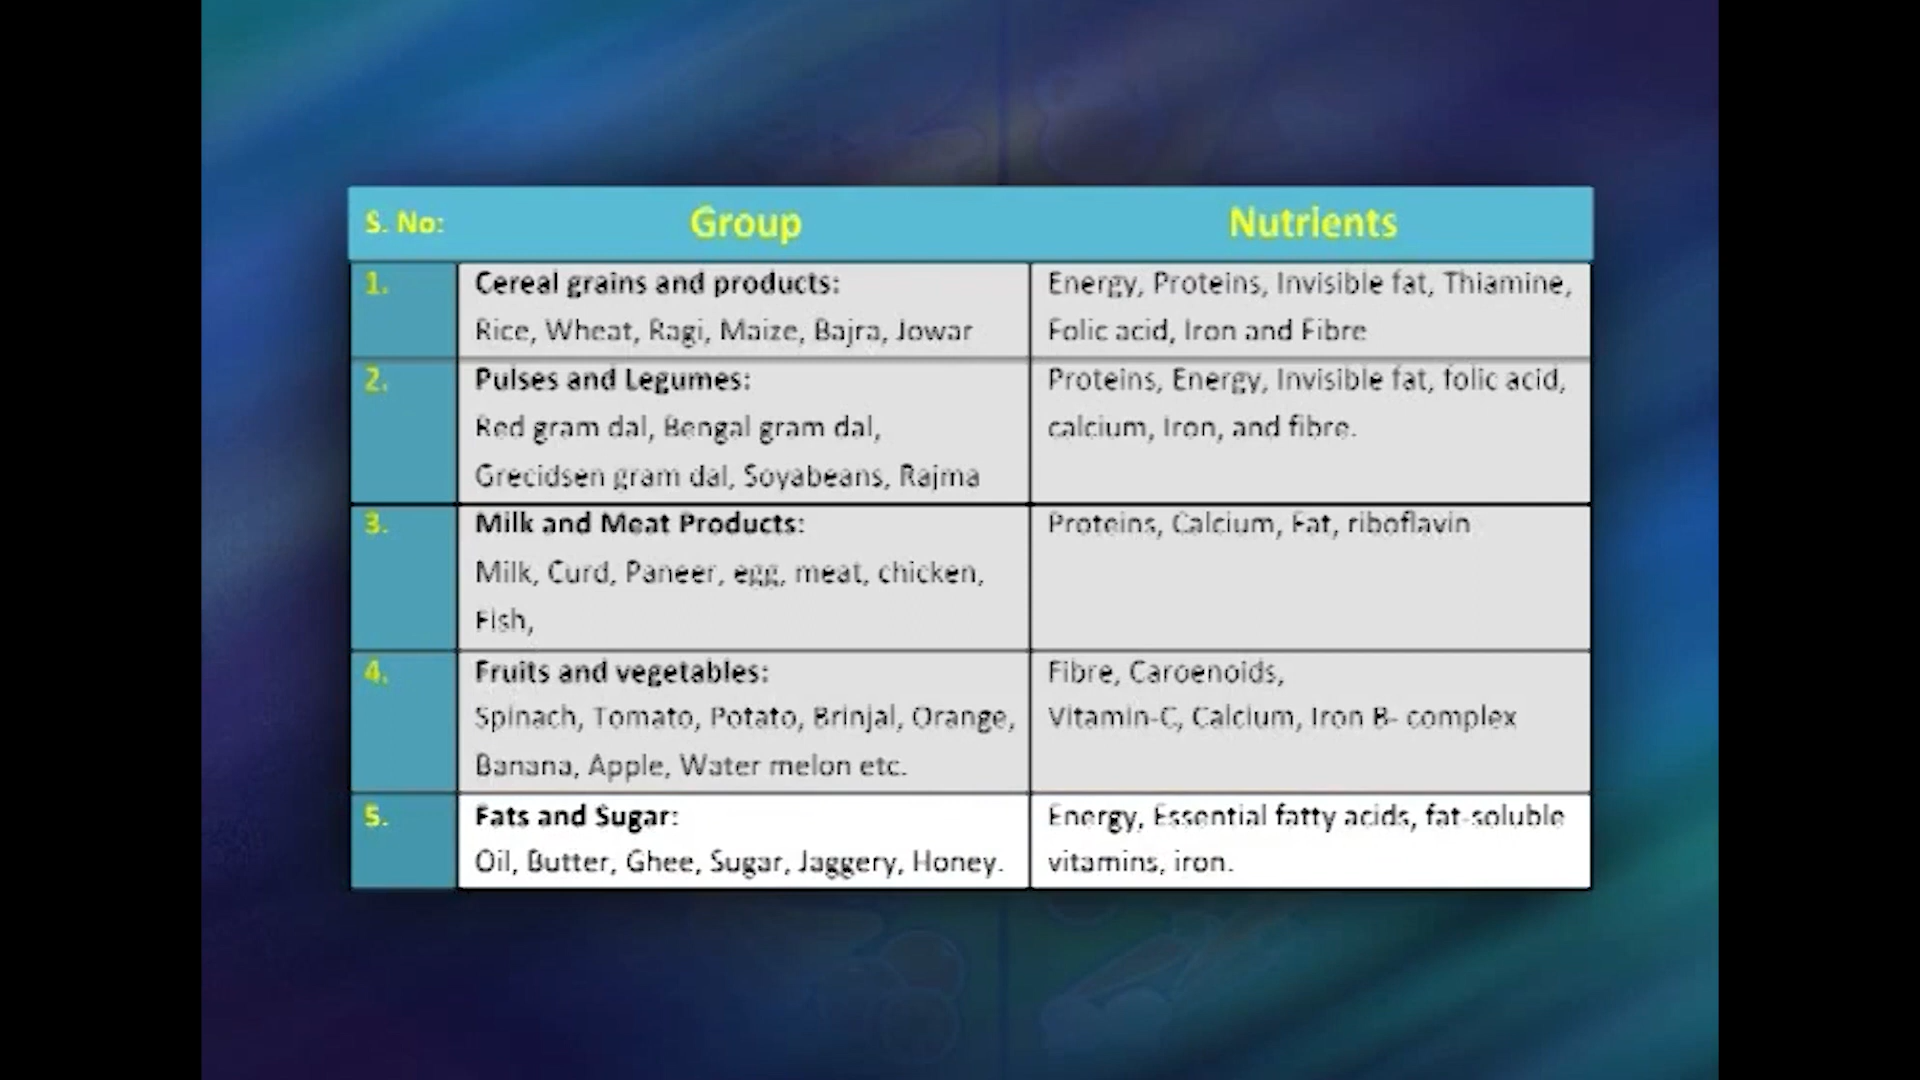 S. No: Group Nutrients
1. Cereal grains and products: Energy, Proteins, Invisible fat, Thiamine,
Rice, Wheat, Ragi, Maize, Bajra, Jowar Folic acid, Iron and Fibre
2. Pulses and Legumes: Proteins, Energy, Invisible fat, folic acid,
Red gram dal, Bengal gram dal, calcium, Iron, and fibre.
Grecidsen gram dal, Soyabeans, Rajma
3. Milk and Meat Products: Proteins, Calcium, Fat, riboflavin
Milk, Curd, Paneer, egg, meat, chicken,
Fish,
4. Fruits and vegetables: Fibre, Caroenoids,
Spinach, Tomato, Potato, Brinjal, Orange, Vitamin-C, Calcium, Iron B- complex
Banana, Apple, Water melon etc.
5. Fats and Sugar: Energy, Essential fatty acids, fat-soluble
Oil, Butter, Ghee, Sugar, Jaggery, Honey. vitamins, iron.